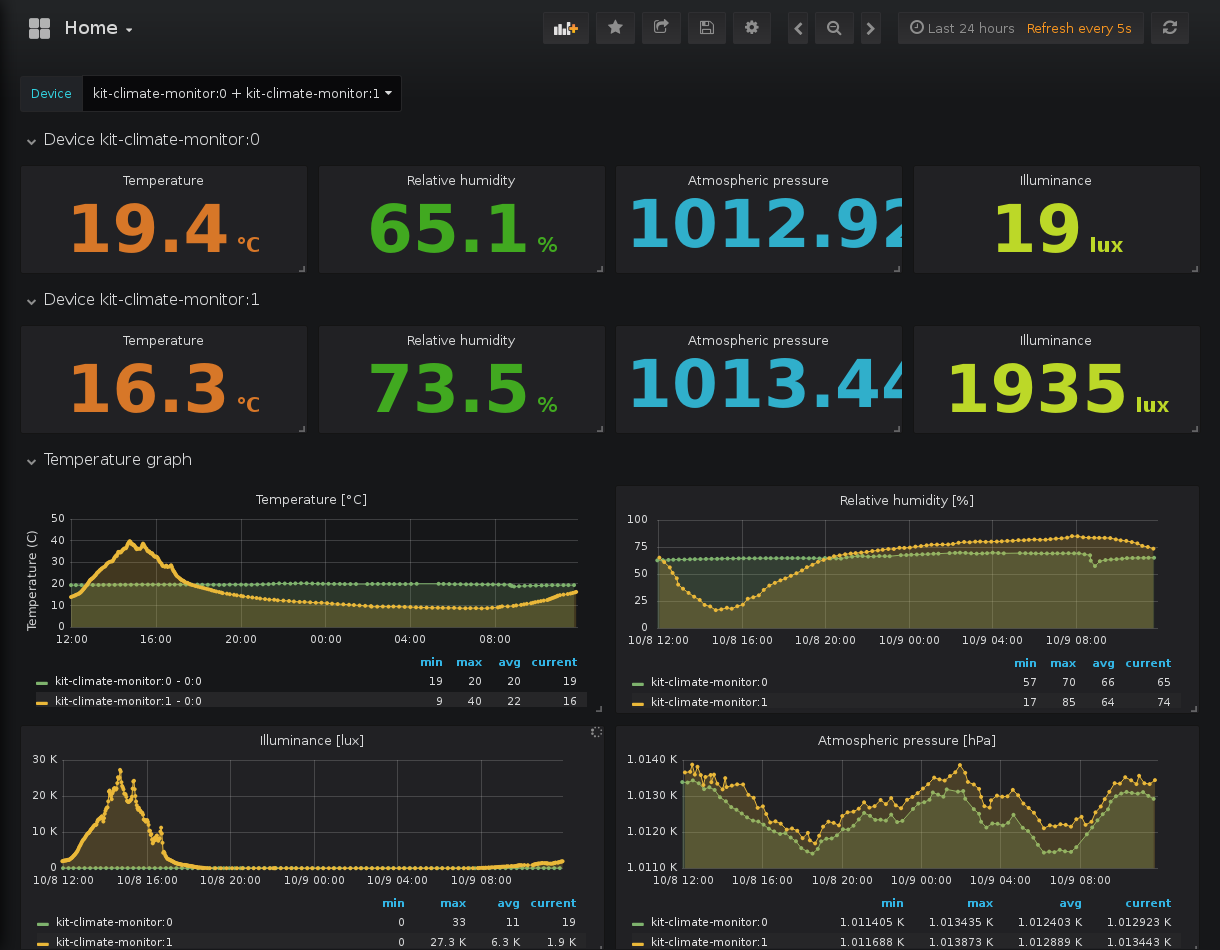 Home
Last 24 hours Refresh every 5s
Device kit-climate-monitor:0 + kit-climate-monitor:1
Device kit-climate-monitor:0
Temperature Relative humidity Atmospheric pressure Illuminance
19.4 °C 65.1 % 1012.92 19 lux
Device kit-climate-monitor:1
Temperature Relative humidity Atmospheric pressure Illuminance
16.3 °C 73.5 % 1013.44 1935 lux
Temperature graph
Temperature [°C]
Temperature (C)
50
40
30
20
10
0
12:00 16:00 20:00 00:00 04:00 08:00
min max avg current
kit-climate-monitor:0 - 0:0 19 20 20 19
kit-climate-monitor:1 - 0:0 9 40 22 16
Relative humidity [%]
100
75
50
25
0
10/8 12:00 10/8 16:00 10/8 20:00 10/9 00:00 10/9 04:00 10/9 08:00
min max avg current
kit-climate-monitor:0 57 70 66 65
kit-climate-monitor:1 17 85 64 74
Illuminance [lux]
30 K
20 K
10 K
0
10/8 12:00 10/8 16:00 10/8 20:00 10/9 00:00 10/9 04:00 10/9 08:00
min max avg current
kit-climate-monitor:0 0 33 11 19
kit-climate-monitor:1 0 27.3 K 6.3 K 1.9 K
Atmospheric pressure [hPa]
1.0140 K
1.0130 K
1.0120 K
1.0110 K
10/8 12:00 10/8 16:00 10/8 20:00 10/9 00:00 10/9 04:00 10/9 08:00
min max avg current
kit-climate-monitor:0 1.011405 K 1.013435 K 1.012403 K 1.012923 K
kit-climate-monitor:1 1.011688 K 1.013873 K 1.012889 K 1.013443 K